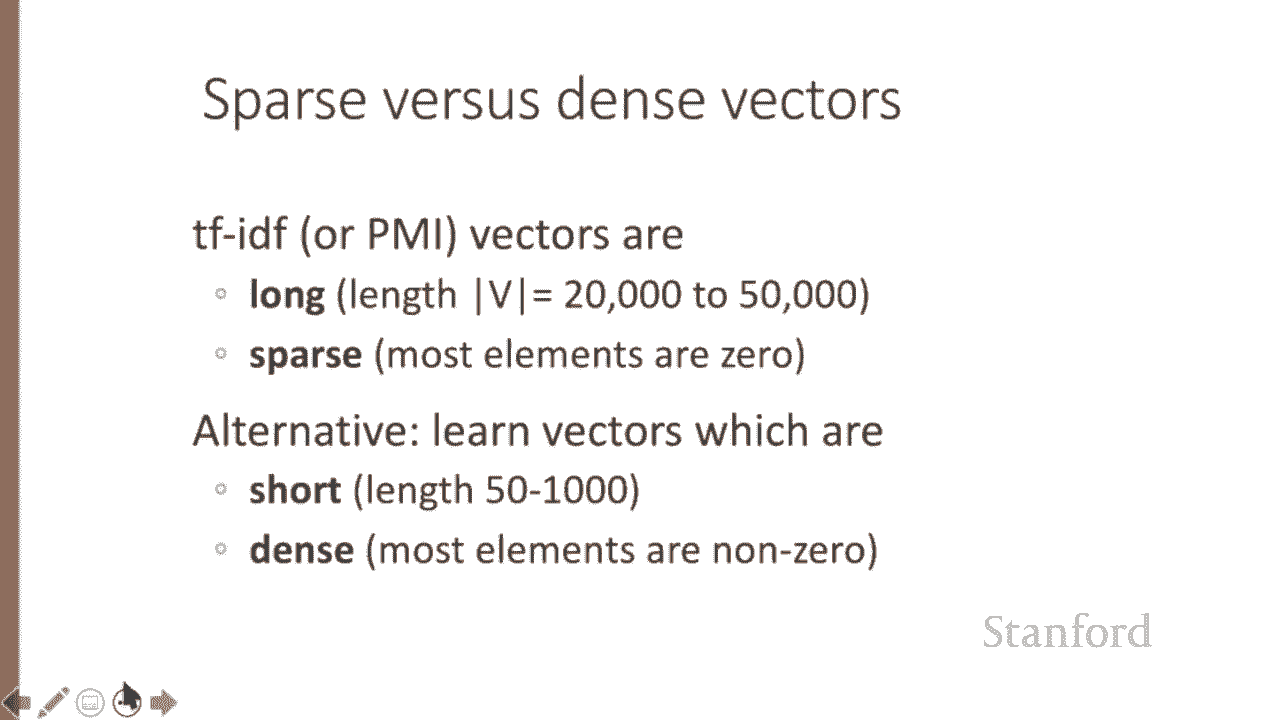 Sparse versus dense vectors
tf-idf (or PMI) vectors are
◦ long (length |V|= 20,000 to 50,000)
◦ sparse (most elements are zero)
Alternative: learn vectors which are
◦ short (length 50-1000)
◦ dense (most elements are non-zero)
Stanford